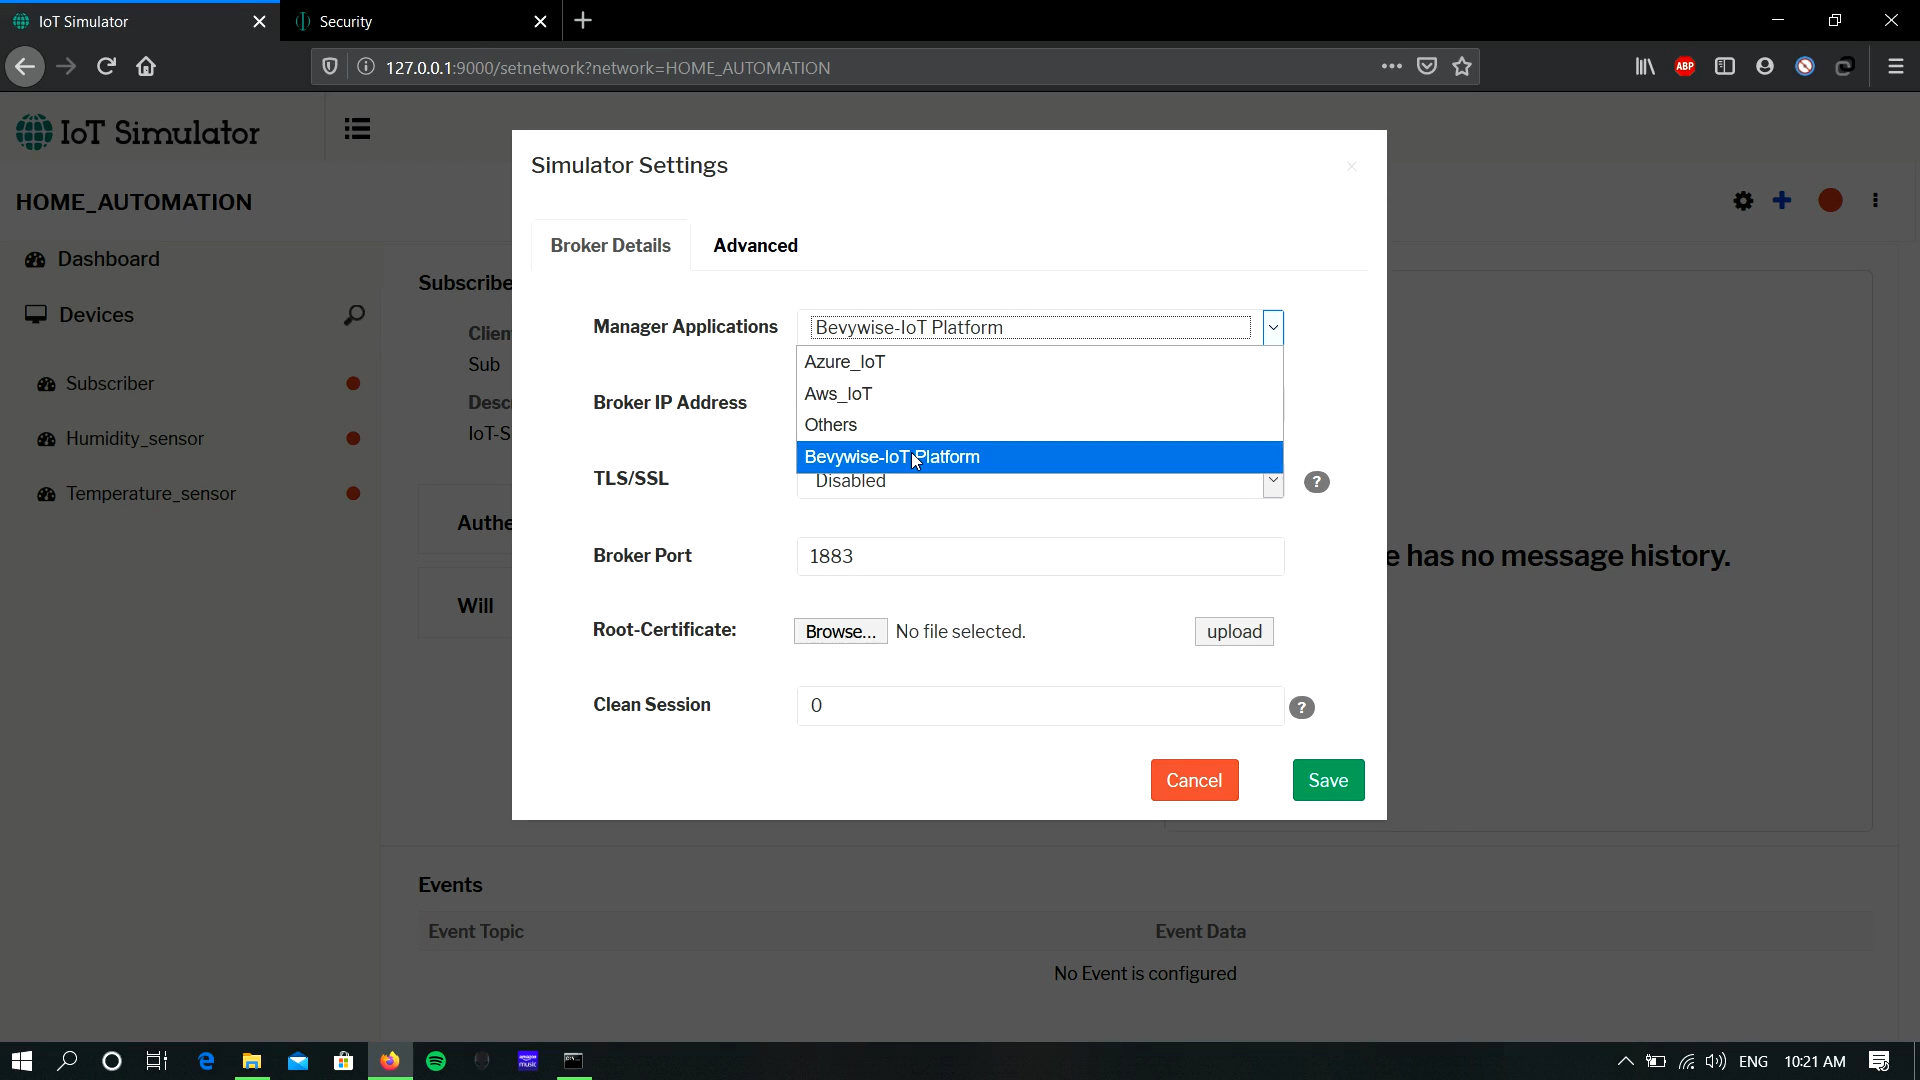 IoT Simulator
Security
127.0.0.1:9000/setnetwork?network=HOME_AUTOMATION
ABP
IoT Simulator
HOME_AUTOMATION
Dashboard
Devices
Subscriber
Humidity_sensor
Temperature_sensor
Subscribe
Clien
Sub
Desc
IoT-S
Authe
Will
Simulator Settings
Broker Details
Advanced
Manager Applications
Bevywise-IoT Platform
Azure_IoT
Aws_IoT
Others
Bevywise-IoT Platform
Broker IP Address
TLS/SSL
Disabled
?
Broker Port
1883
Root-Certificate:
Browse...
No file selected.
upload
Clean Session
0
?
Cancel
Save
e has no message history.
Events
Event Topic
Event Data
No Event is configured
amazon music
ENG
10:21 AM